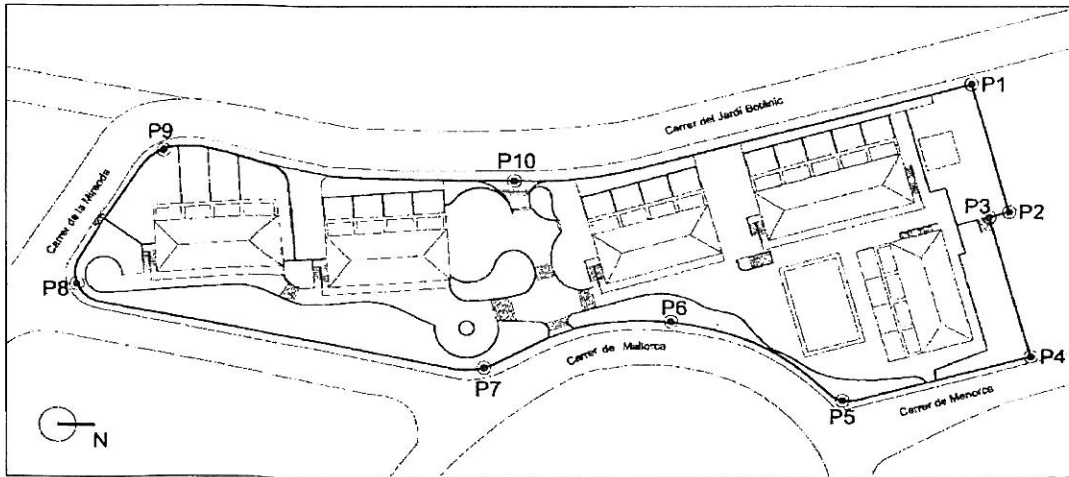 P1
Carrer del Jardí Botànic
P9
P10
Carrer de la Miranda
P3
P2
P8
P6
Carrer de Mallorca
P7
P4
P5
Carrer de Menorca
N